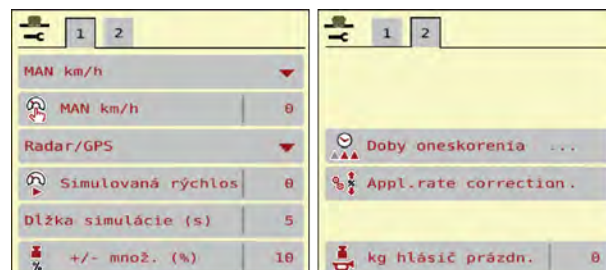 1 2
MAN km/h
MAN km/h 0
Radar/GPS
Simulovaná rýchlos 0
Dĺžka simulácie (s) 5
+/- množ. (%) 10
1 2
Doby oneskorenia ...
Appl.rate correction.
kg hlásič prázdn. 0